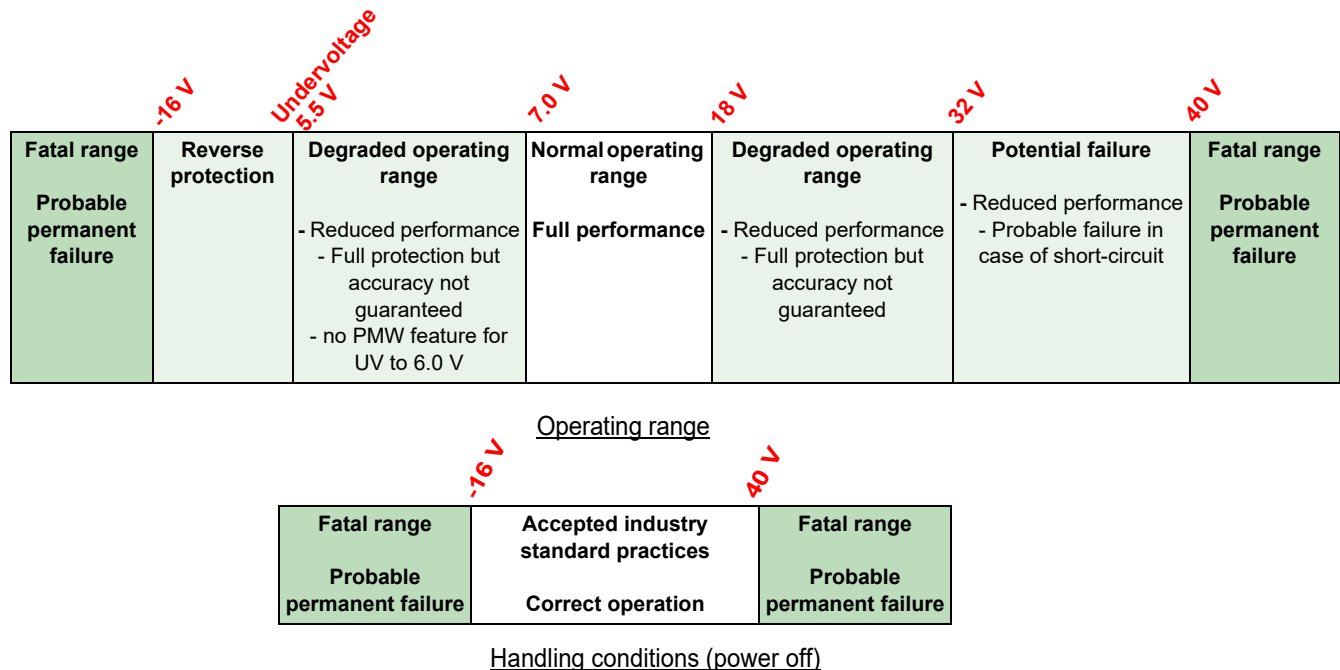 -16 V
Undervoltage
5.5 V
7.0 V
18 V
32 V
40 V
Fatal range
Probable
permanent
failure
Reverse
protection
Degraded operating
range
- Reduced performance
- Full protection but
accuracy not
guaranteed
- no PMW feature for
UV to 6.0 V
Normal operating
range
Full performance
Degraded operating
range
- Reduced performance
- Full protection but
accuracy not
guaranteed
Potential failure
- Reduced performance
- Probable failure in
case of short-circuit
Fatal range
Probable
permanent
failure
Operating range
-16 V
40 V
Fatal range
Probable
permanent failure
Accepted industry
standard practices
Correct operation
Fatal range
Probable
permanent failure
Handling conditions (power off)